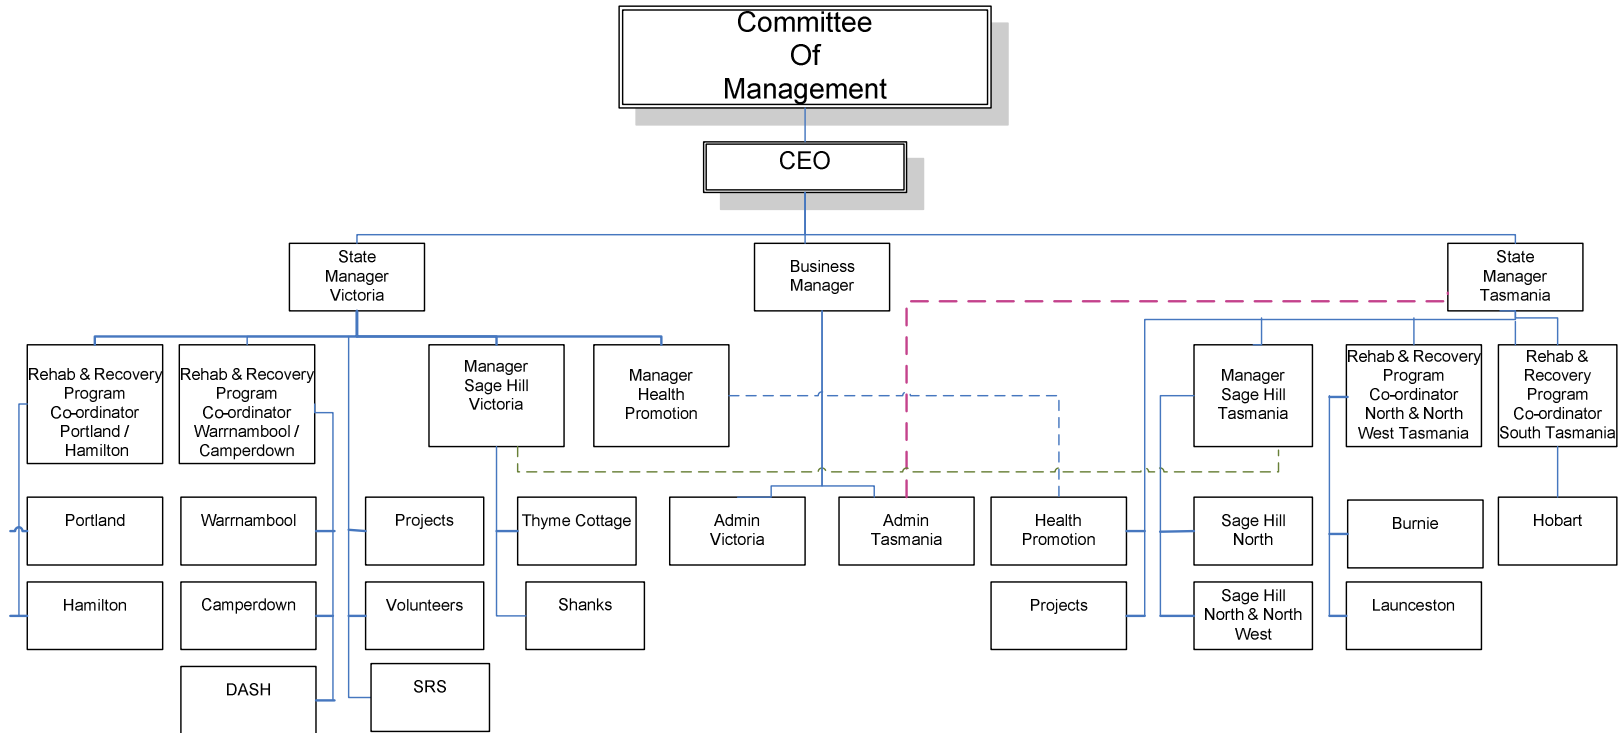 Committee
Of
Management
CEO
State
Manager
Victoria
Business
Manager
State
Manager
Tasmania
Rehab & Recovery
Program
Co-ordinator
Portland /
Hamilton
Rehab & Recovery
Program
Co-ordinator
Warrnambool /
Camperdown
Manager
Sage Hill
Victoria
Manager
Health
Promotion
Manager
Sage Hill
Tasmania
Rehab & Recovery
Program
Co-ordinator
North & North
West Tasmania
Rehab &
Recovery
Program
Co-ordinator
South Tasmania
Portland
Warrnambool
Projects
Thyme Cottage
Admin
Victoria
Admin
Tasmania
Health
Promotion
Sage Hill
North
Burnie
Hobart
Hamilton
Camperdown
Volunteers
Shanks
Projects
Sage Hill
North & North
West
Launceston
DASH
SRS